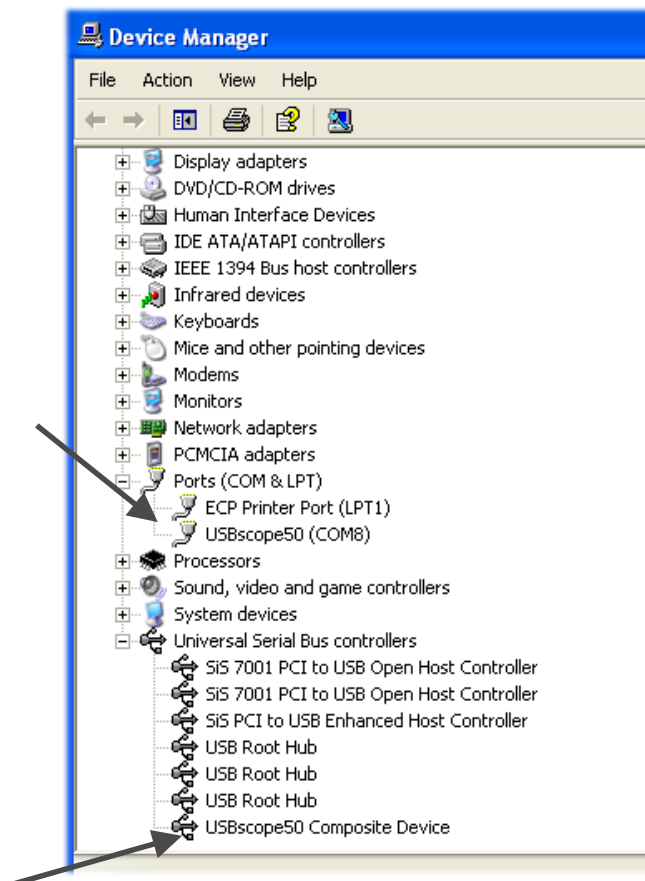 Device Manager
File Action View Help
Display adapters
DVD/CD-ROM drives
Human Interface Devices
IDE ATA/ATAPI controllers
IEEE 1394 Bus host controllers
Infrared devices
Keyboards
Mice and other pointing devices
Modems
Monitors
Network adapters
PCMCIA adapters
Ports (COM & LPT)
ECP Printer Port (LPT1)
USBscope50 (COM8)
Processors
Sound, video and game controllers
System devices
Universal Serial Bus controllers
SiS 7001 PCI to USB Open Host Controller
SiS 7001 PCI to USB Open Host Controller
SiS PCI to USB Enhanced Host Controller
USB Root Hub
USB Root Hub
USB Root Hub
USBscope50 Composite Device